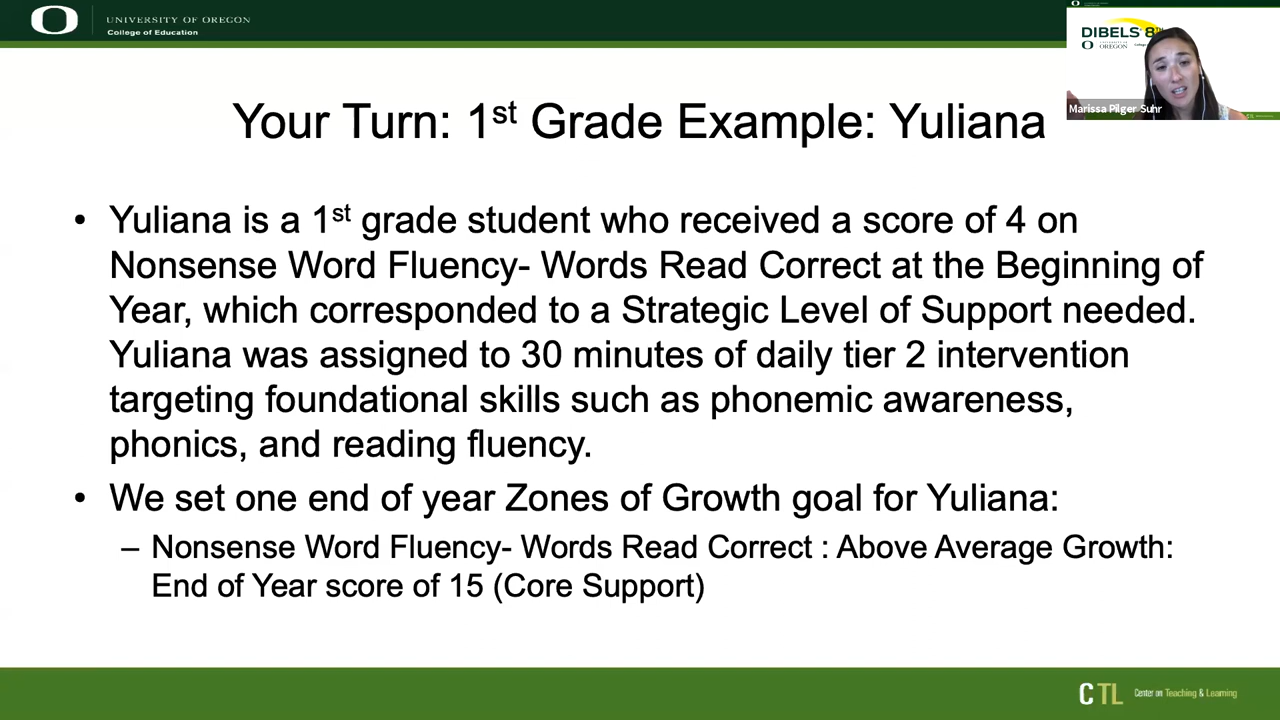 UNIVERSITY OF OREGON
College of Education
DIBELS 8
OREGON
Marissa Pilger Suhr
Your Turn: 1st Grade Example: Yuliana
• Yuliana is a 1st grade student who received a score of 4 on
Nonsense Word Fluency- Words Read Correct at the Beginning of
Year, which corresponded to a Strategic Level of Support needed.
Yuliana was assigned to 30 minutes of daily tier 2 intervention
targeting foundational skills such as phonemic awareness,
phonics, and reading fluency.
• We set one end of year Zones of Growth goal for Yuliana:
– Nonsense Word Fluency- Words Read Correct : Above Average Growth:
End of Year score of 15 (Core Support)
CTL Center on Teaching & Learning